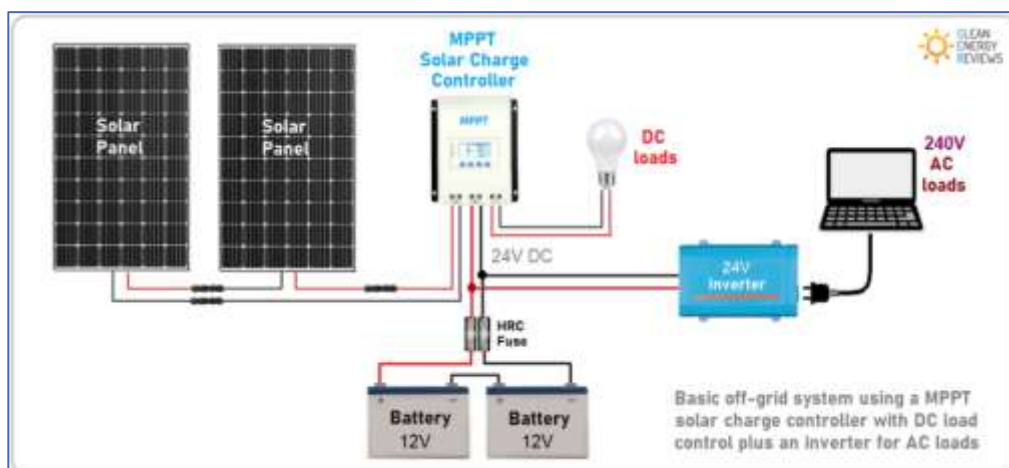 MPPT
Solar Charge
Controller
CLEAN
ENERGY
REVIEWS
Solar
Panel
Solar
Panel
MPPT
DC
loads
240V
AC
loads
24V DC
24V
Inverter
HRC
Fuse
+ -
Battery
12V
+ -
Battery
12V
Basic off-grid system using a MPPT
solar charge controller with DC load
control plus an inverter for AC loads